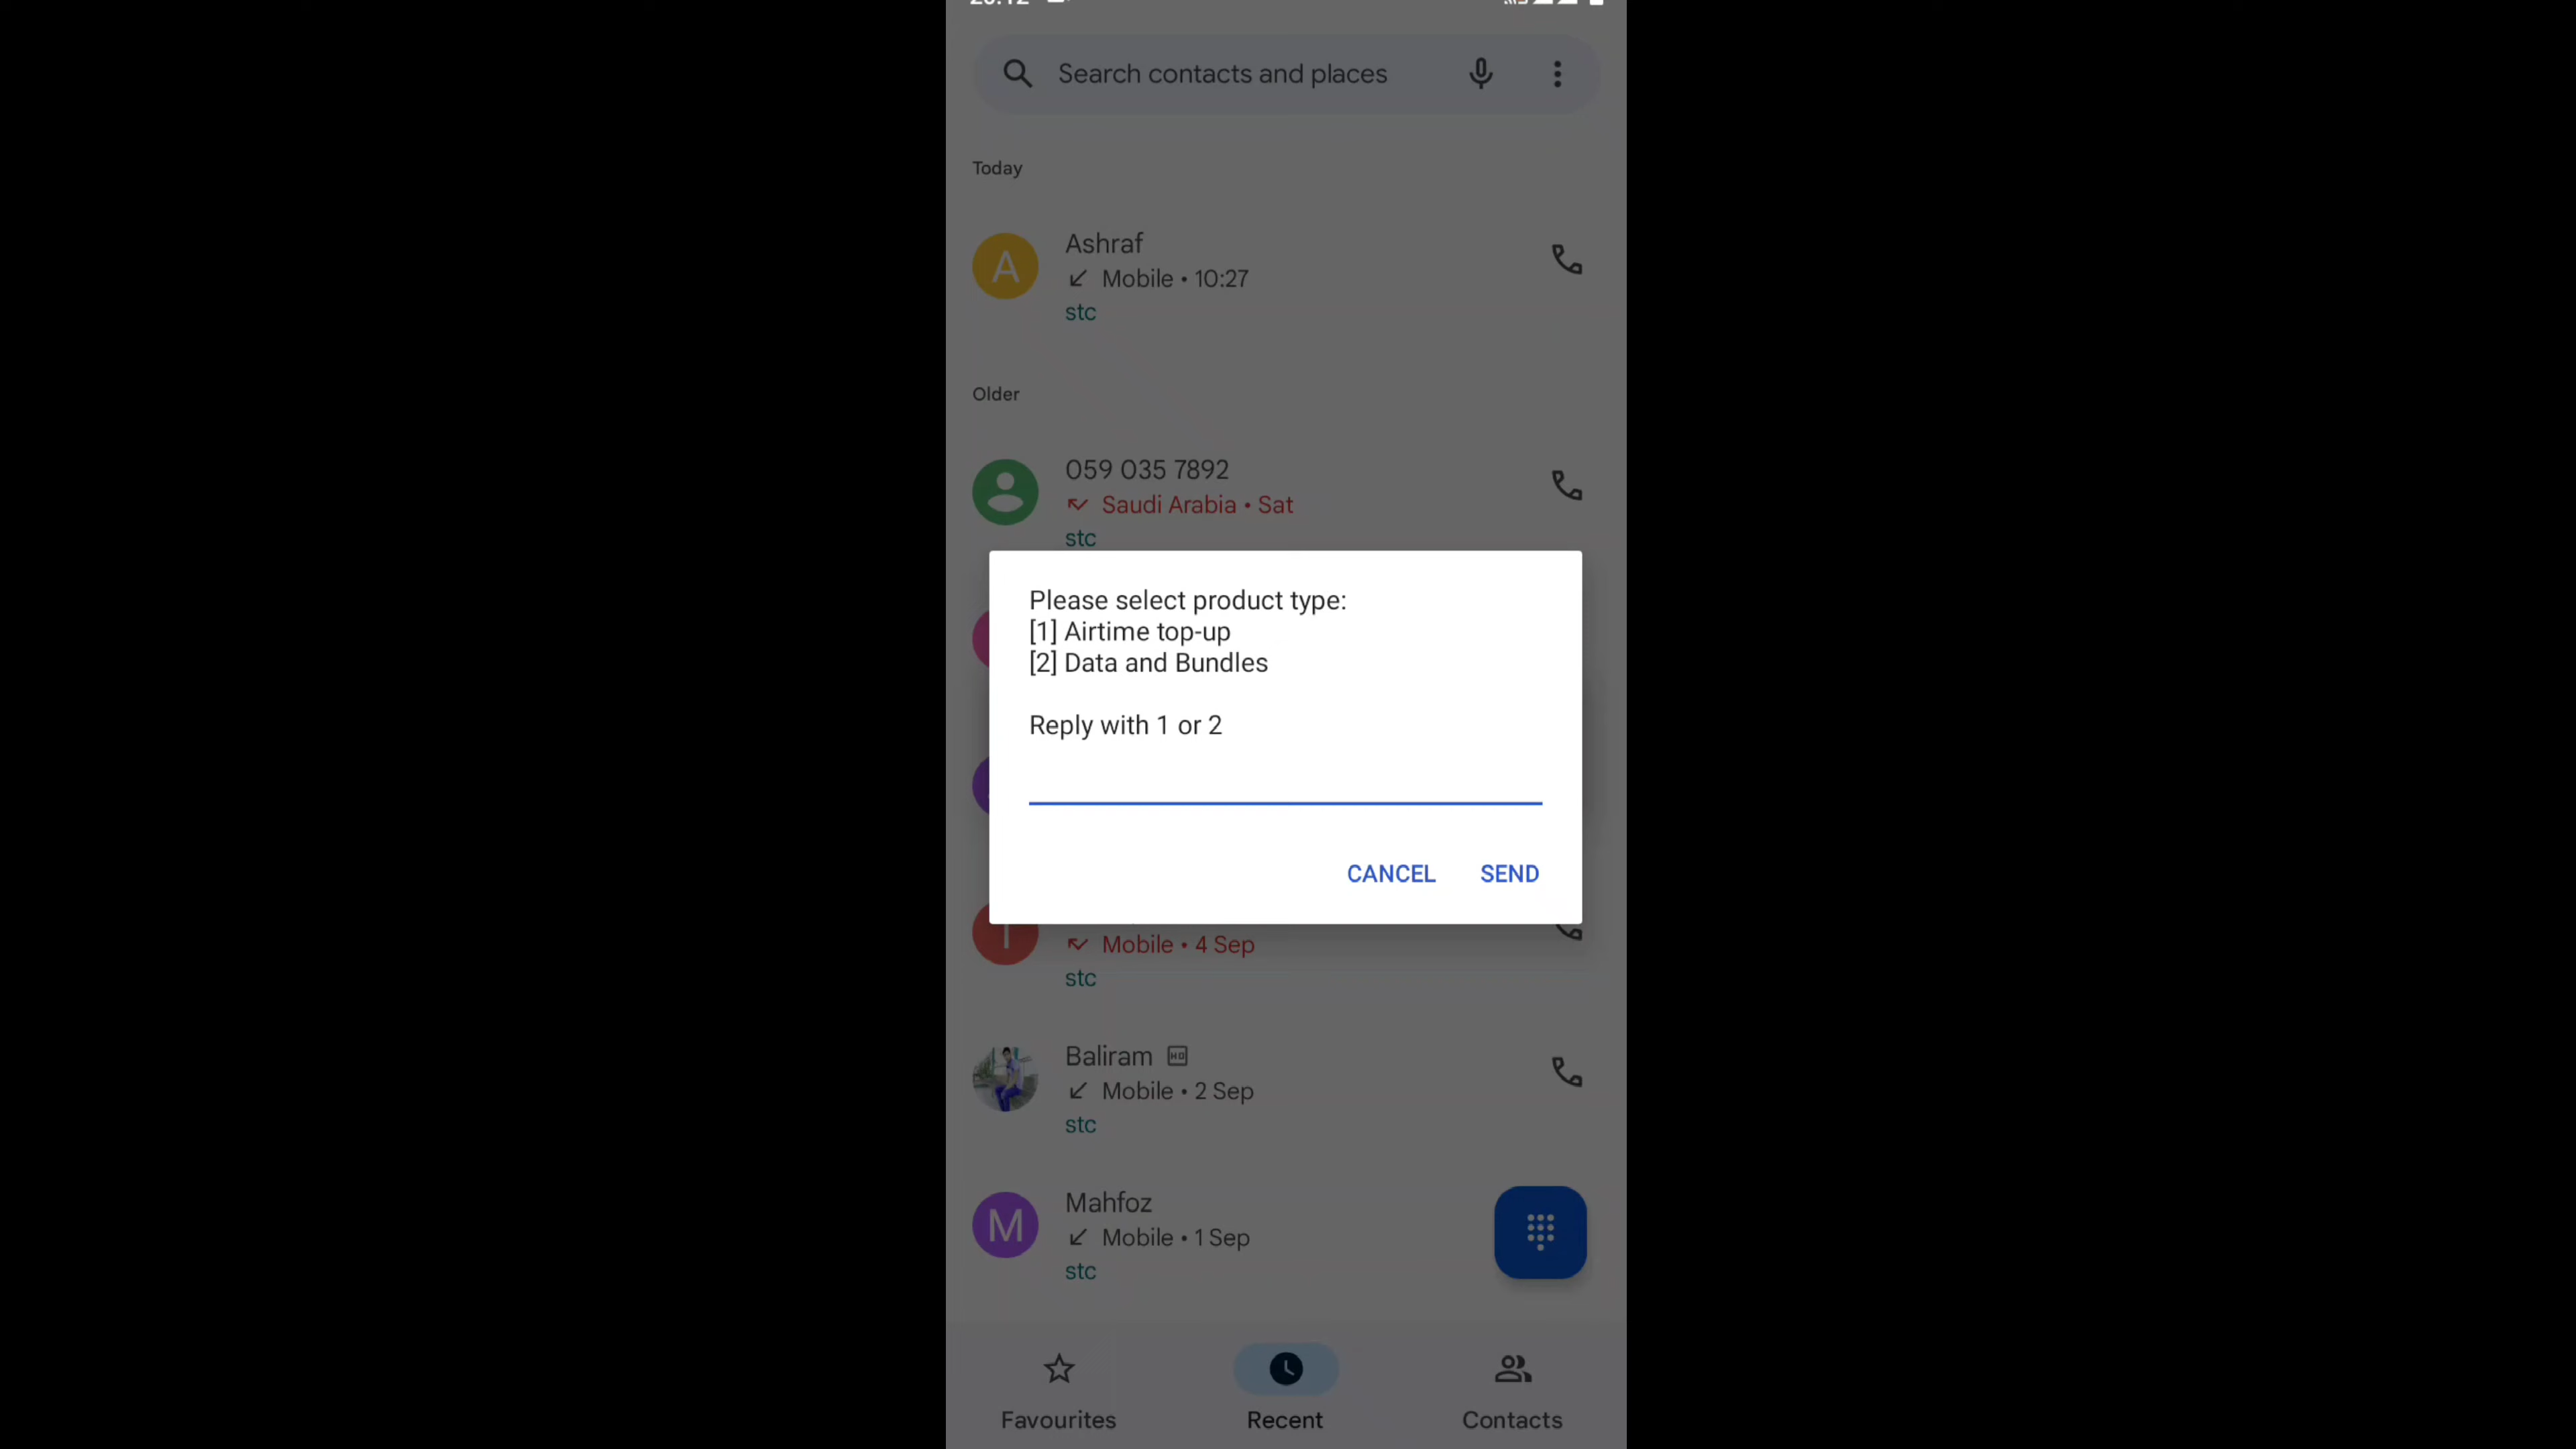 Search contacts and places
Today
A
Ashraf
Mobile • 10:27
stc
Older
059 035 7892
Saudi Arabia • Sat
stc
Please select product type:
[1] Airtime top-up
[2] Data and Bundles
Reply with 1 or 2
CANCEL SEND
Mobile • 4 Sep
stc
Baliram HD
Mobile • 2 Sep
stc
M
Mahfoz
Mobile • 1 Sep
stc
Favourites Recent Contacts